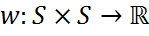 w: S × S → ℝ